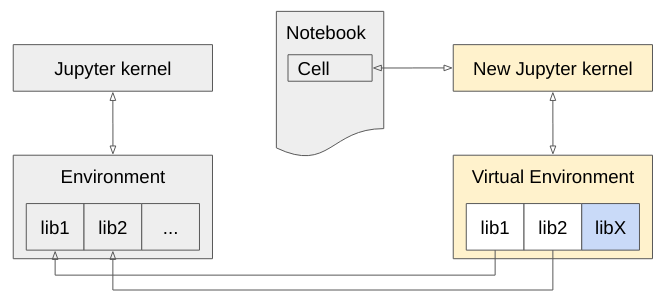 Notebook
Cell
Jupyter kernel
New Jupyter kernel
Environment
lib1 lib2 ...
Virtual Environment
lib1 lib2 libX